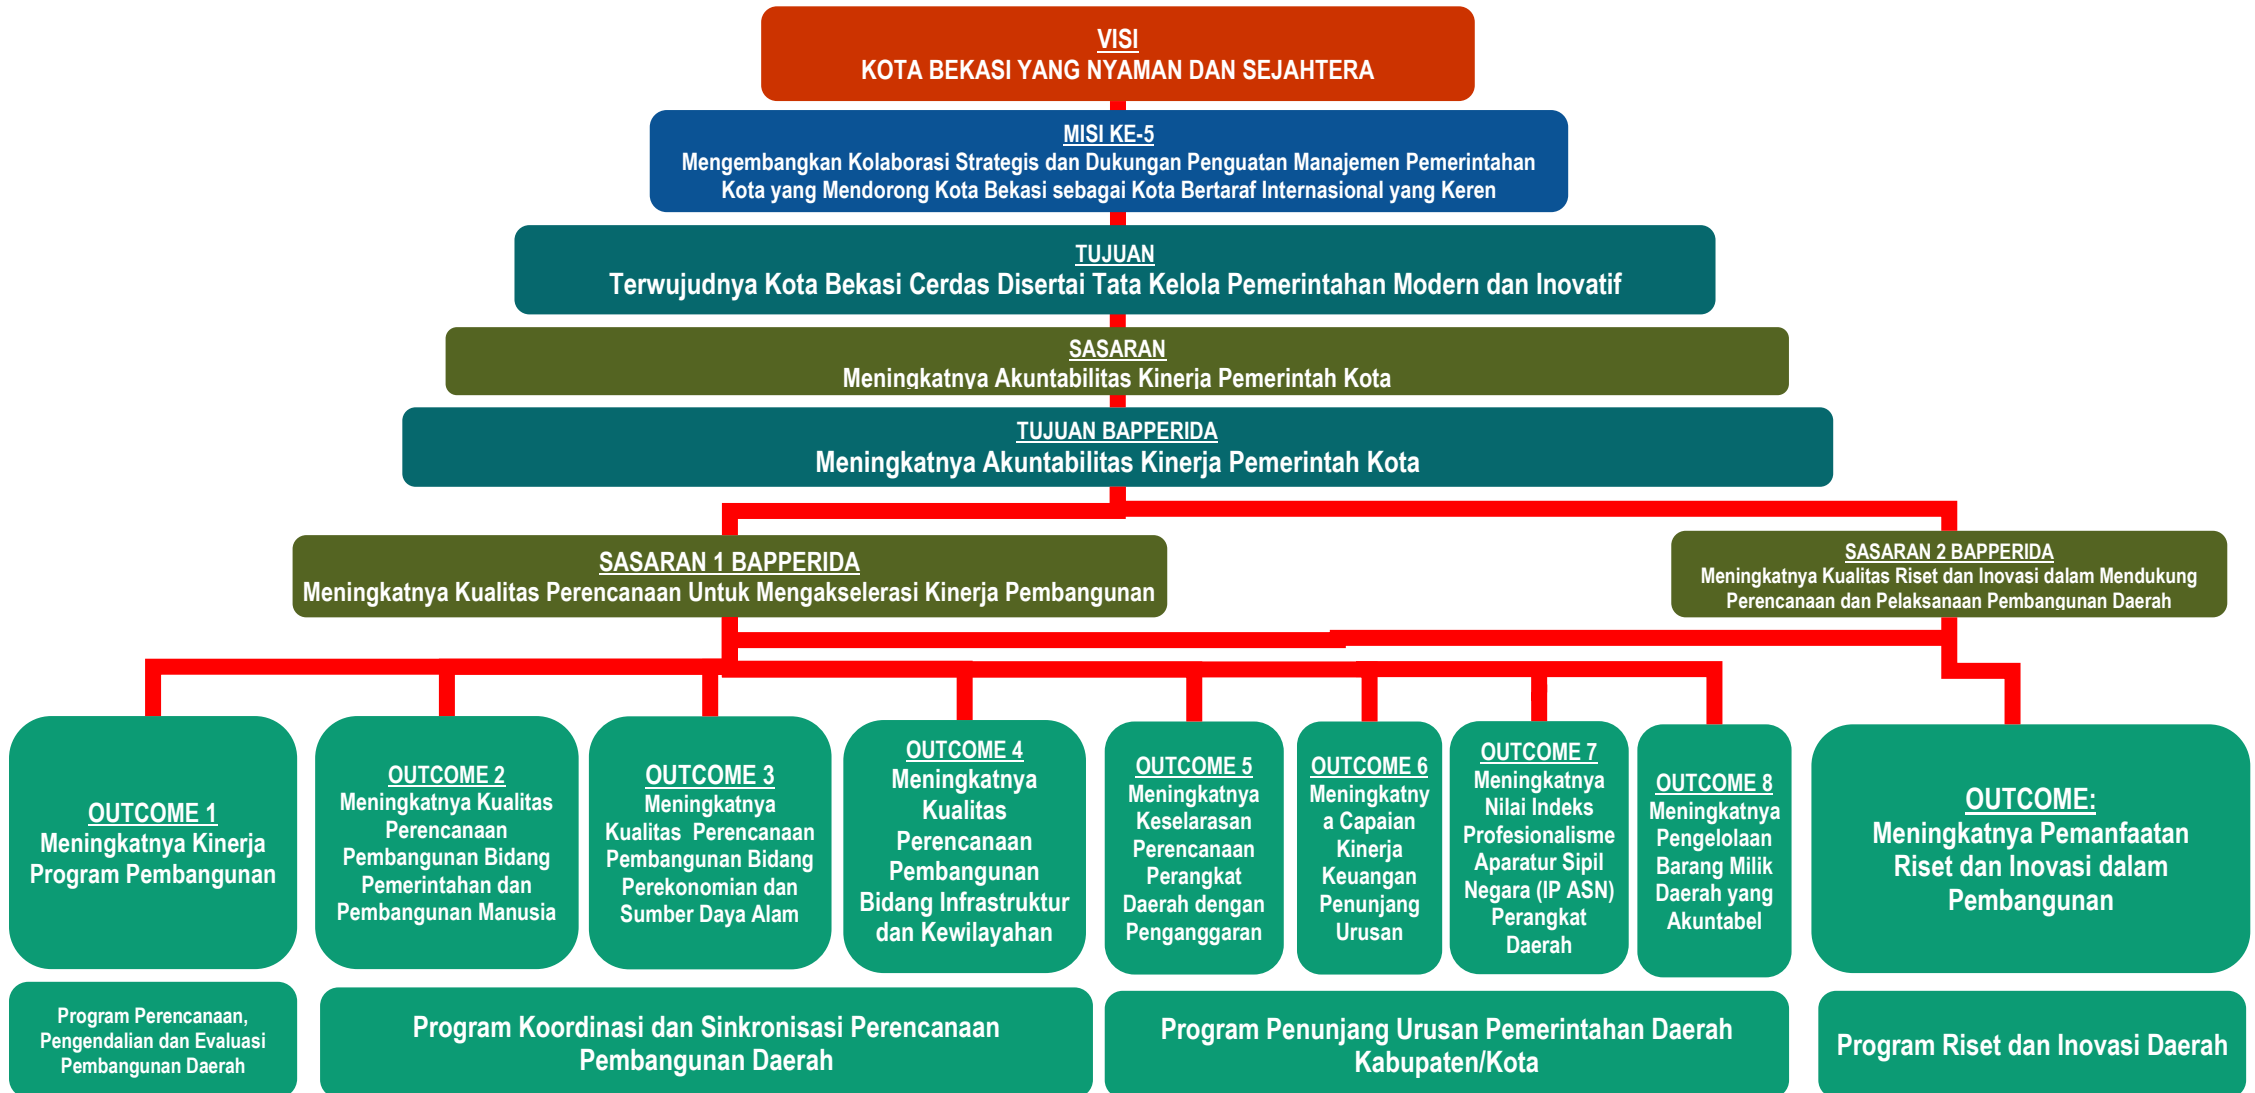 VISI
KOTA BEKASI YANG NYAMAN DAN SEJAHTERA
MISI KE-5
Mengembangkan Kolaborasi Strategis dan Dukungan Penguatan Manajemen Pemerintahan
Kota yang Mendorong Kota Bekasi sebagai Kota Bertaraf Internasional yang Keren
TUJUAN
Terwujudnya Kota Bekasi Cerdas Disertai Tata Kelola Pemerintahan Modern dan Inovatif
SASARAN
Meningkatnya Akuntabilitas Kinerja Pemerintah Kota
TUJUAN BAPPERIDA
Meningkatnya Akuntabilitas Kinerja Pemerintah Kota
SASARAN 1 BAPPERIDA
Meningkatnya Kualitas Perencanaan Untuk Mengakselerasi Kinerja Pembangunan
SASARAN 2 BAPPERIDA
Meningkatnya Kualitas Riset dan Inovasi dalam Mendukung
Perencanaan dan Pelaksanaan Pembangunan Daerah
OUTCOME 1
Meningkatnya Kinerja
Program Pembangunan
OUTCOME 2
Meningkatnya Kualitas
Perencanaan
Pembangunan Bidang
Pemerintahan dan
Pembangunan Manusia
OUTCOME 3
Meningkatnya
Kualitas  Perencanaan
Pembangunan Bidang
Perekonomian dan
Sumber Daya Alam
OUTCOME 4
Meningkatnya
Kualitas
Perencanaan
Pembangunan
Bidang Infrastruktur
dan Kewilayahan
OUTCOME 5
Meningkatnya
Keselarasan
Perencanaan
Perangkat
Daerah dengan
Penganggaran
OUTCOME 6
Meningkatny
a Capaian
Kinerja
Keuangan
Penunjang
Urusan
OUTCOME 7
Meningkatnya
Nilai Indeks
Profesionalisme
Aparatur Sipil
Negara (IP ASN)
Perangkat
Daerah
OUTCOME 8
Meningkatnya
Pengelolaan
Barang Milik
Daerah yang
Akuntabel
OUTCOME:
Meningkatnya Pemanfaatan
Riset dan Inovasi dalam
Pembangunan
Program Perencanaan,
Pengendalian dan Evaluasi
Pembangunan Daerah
Program Koordinasi dan Sinkronisasi Perencanaan
Pembangunan Daerah
Program Penunjang Urusan Pemerintahan Daerah
Kabupaten/Kota
Program Riset dan Inovasi Daerah